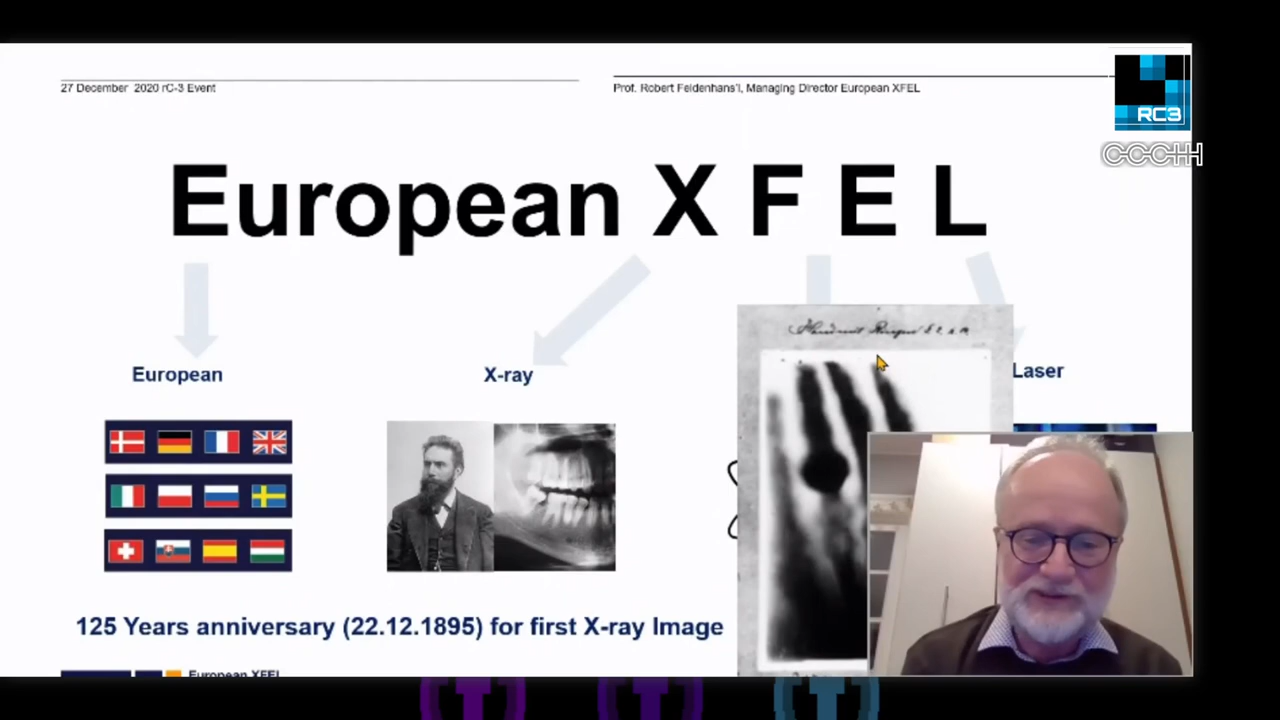 27 December 2020 rC-3 Event
Prof. Robert Feidenhans'l, Managing Director European XFEL
RC3
CCCHH
European X F E L
European
X-ray
Laser
125 Years anniversary (22.12.1895) for first X-ray Image
European XFEL